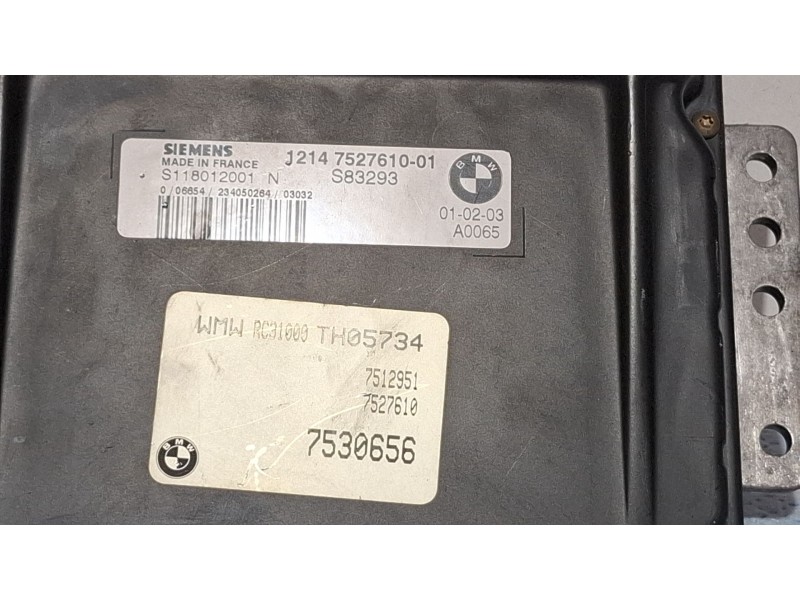 SIEMENS 1214 7527610-01
MADE IN FRANCE
S118012001 N S83293
0 / 06654 / 234050264 / 03032
BMW
01-02-03
A0065
WMW RC31000 TH05734
7512951
7527610
7530656
BMW